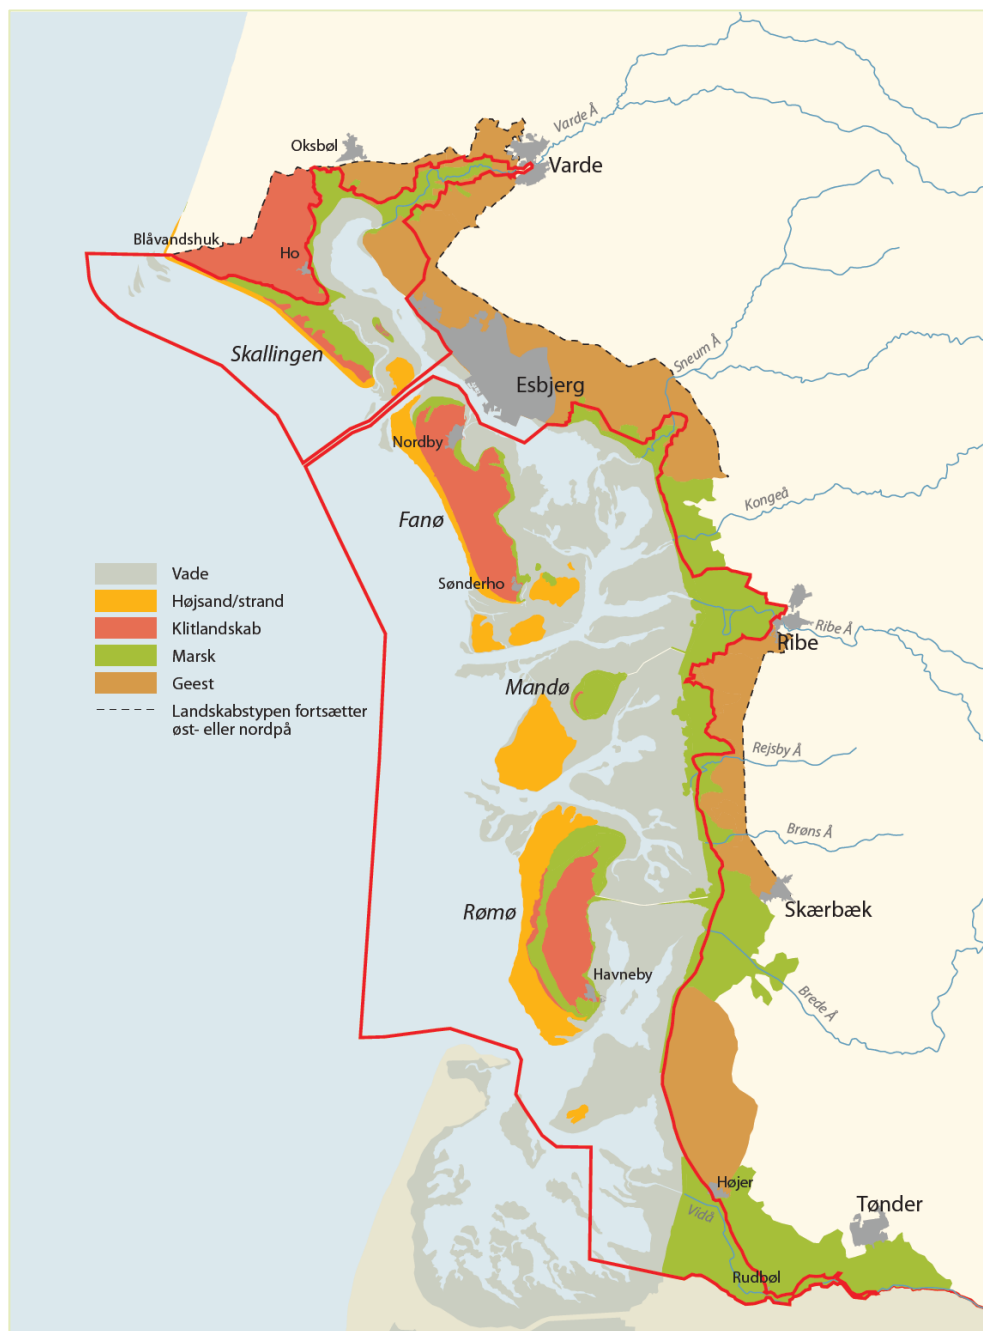 Varde Å
Oksbøl
Varde
Blåvandshuk
Ho
Skallingen
Sneum Å
Esbjerg
Nordby
Kongeå
Fanø
Vade
Højsand/strand
Klitlandskab
Marsk
Geest
Landskabstypen fortsætter
øst- eller nordpå
Sønderho
Ribe Å
Ribe
Mandø
Rejsby Å
Brøns Å
Rømø
Skærbæk
Havneby
Brede Å
Højer
Tønder
Vidå
Rudbøl